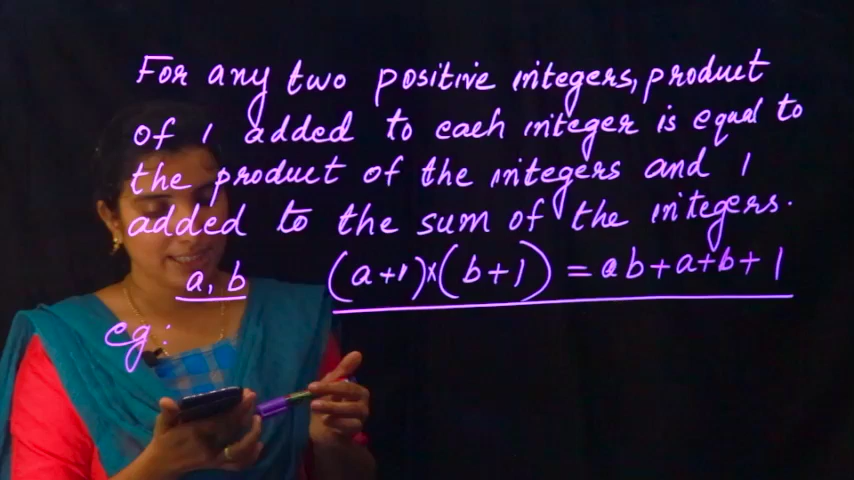 For any two positive integers, product
of 1 added to each integer is equal to
the product of the integers and 1
added to the sum of the integers.
a, b (a+1)×(b+1) = ab+a+b+1
eg: